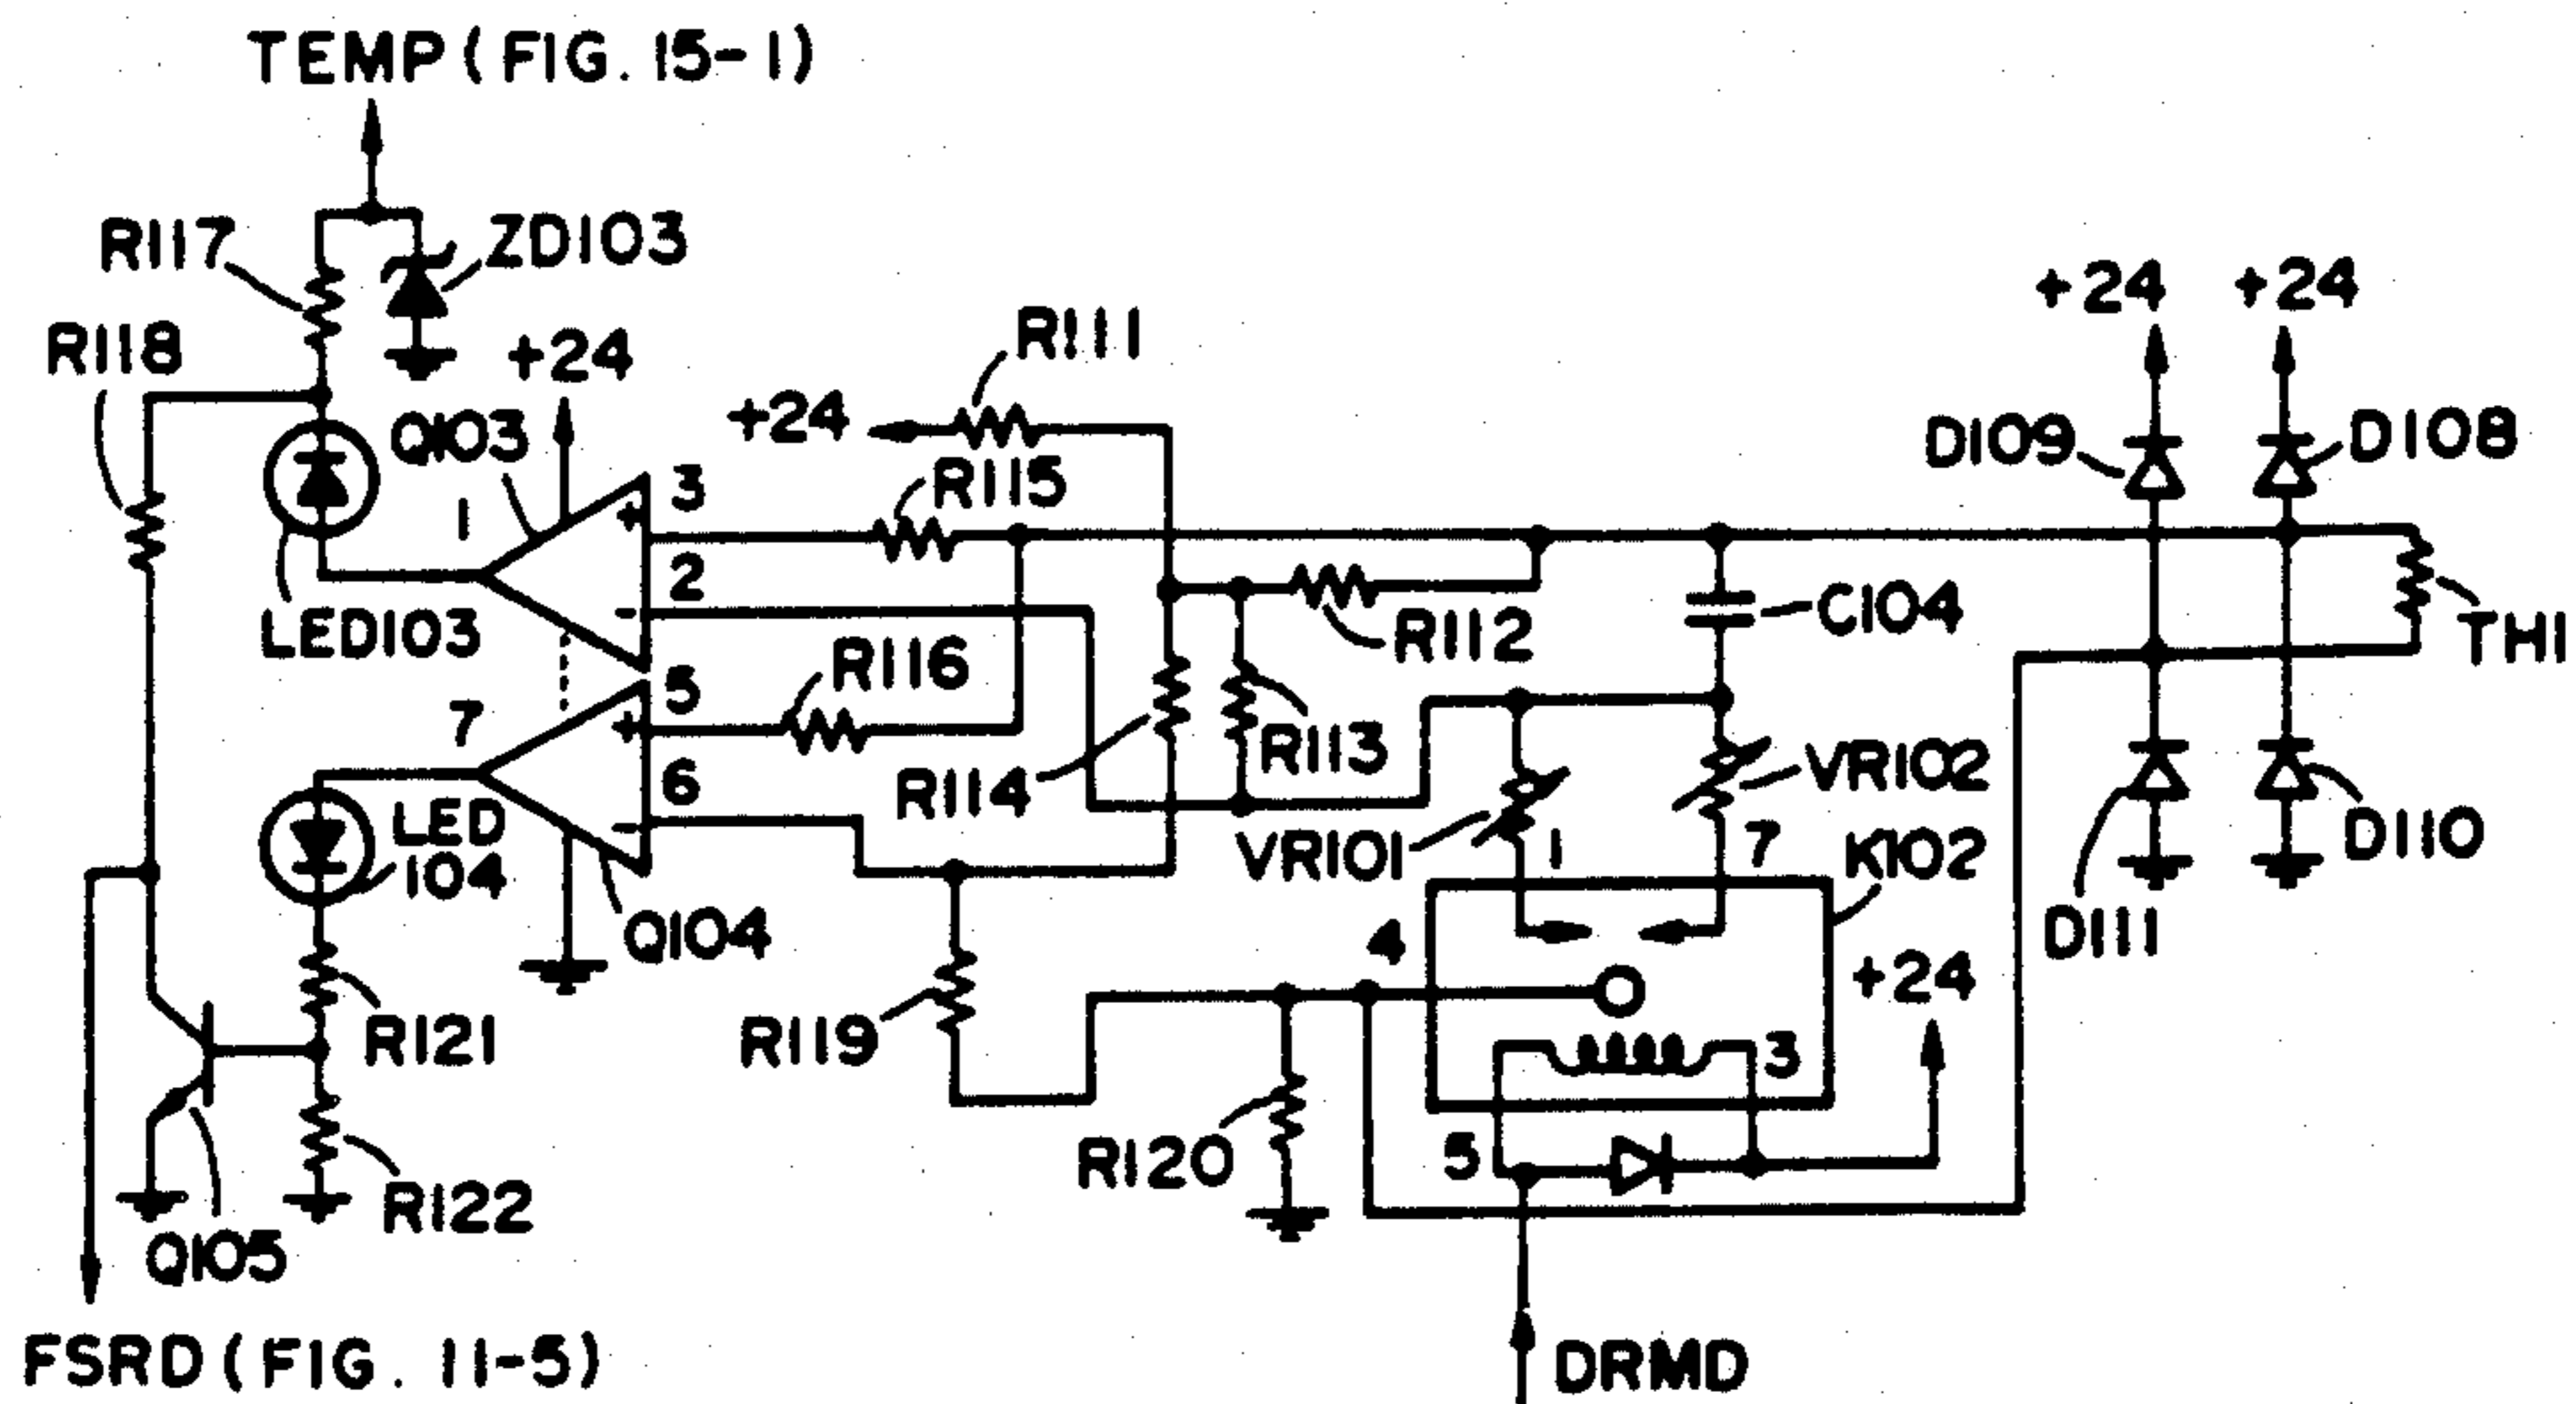 TEMP (FIG. 15-1)
R117
ZD103
R118
+24
R111
+24
Q103
R115
1
3
2
LED103
R116
5
7
6
LED
104
Q104
R114
R113
R112
C104
+24
+24
D109
D108
TH1
VR102
VR101
1
7
K102
D110
D111
4
+24
R121
R119
3
R120
5
R122
Q105
FSRD (FIG. 11-5)
DRMD